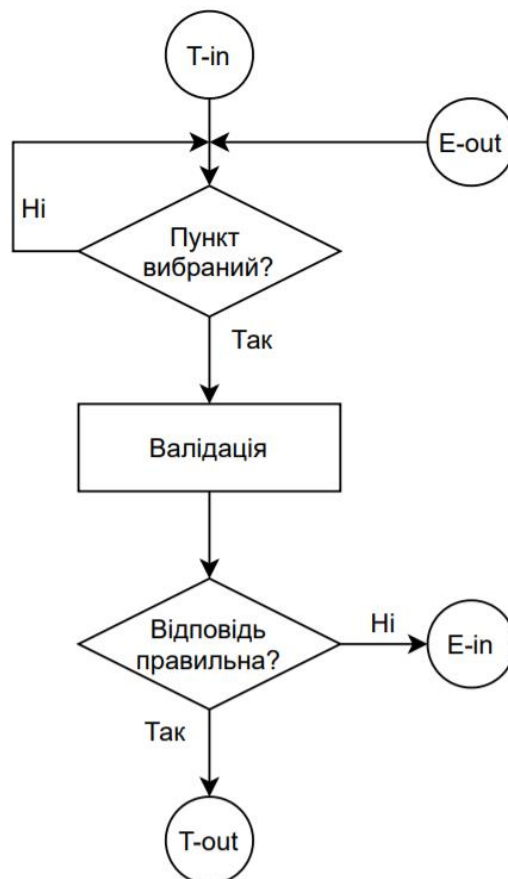 T-in
E-out
Ні
Пункт
вибраний?
Так
Валідація
Відповідь
правильна?
Ні
E-in
Так
T-out